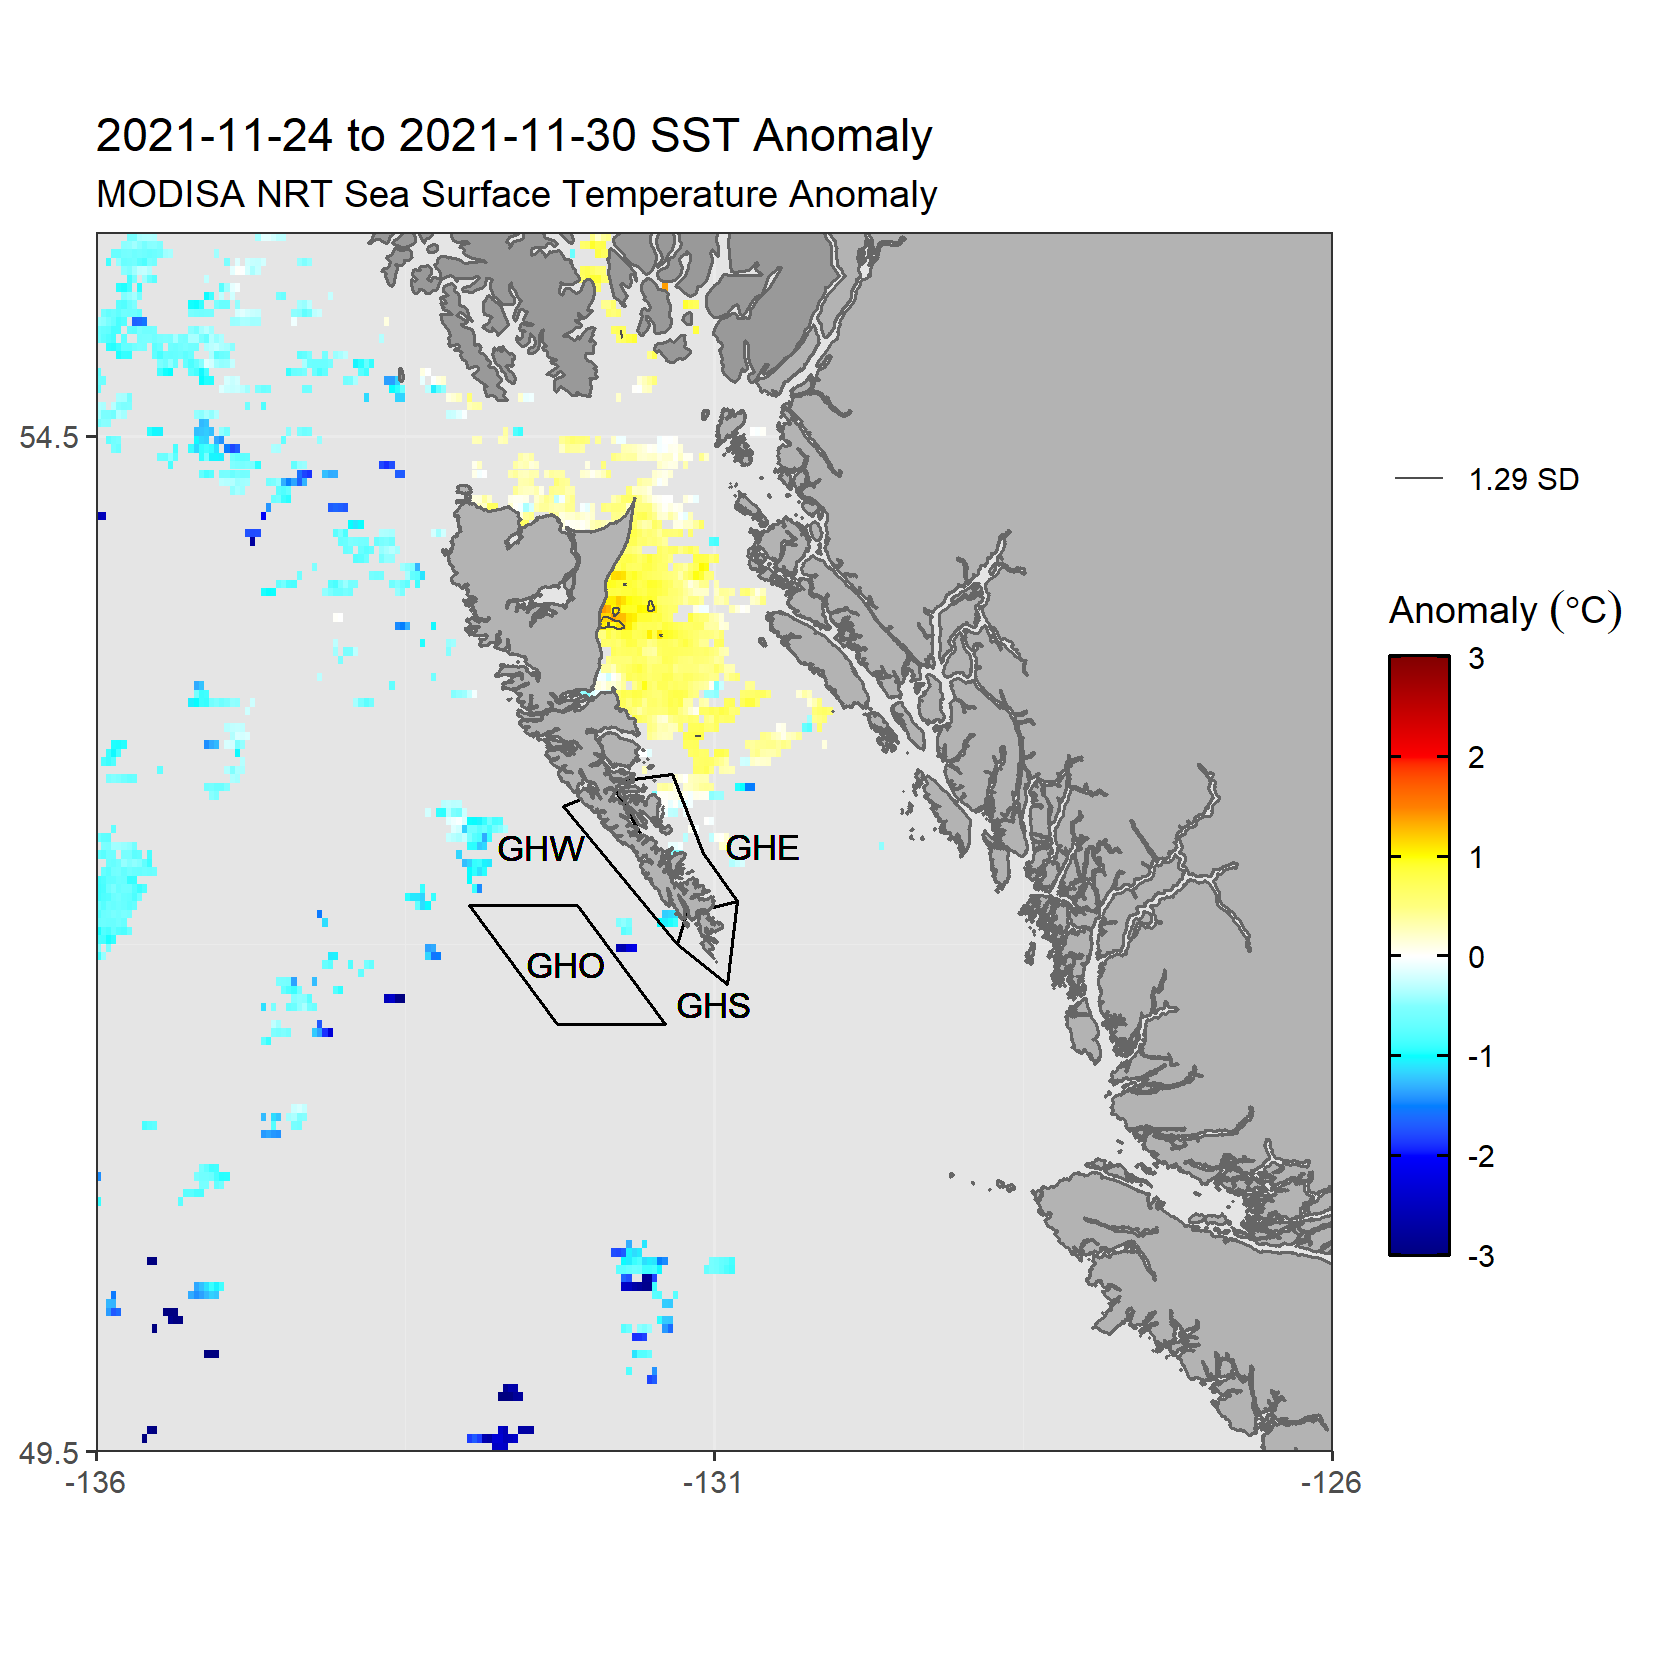 2021-11-24 to 2021-11-30 SST Anomaly
MODISA NRT Sea Surface Temperature Anomaly
54.5
49.5
-136
-131
-126
GHW
GHE
GHO
GHS
1.29 SD
Anomaly (°C)
3
2
1
0
-1
-2
-3